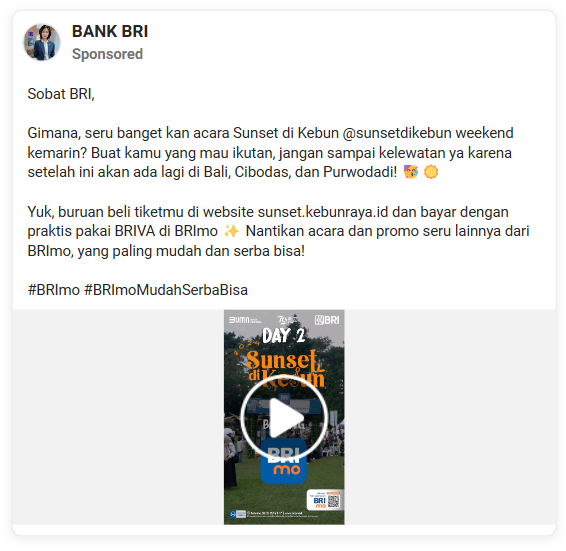 BANK BRI
Sponsored
Sobat BRI,
Gimana, seru banget kan acara Sunset di Kebun @sunsetdikebun weekend
kemarin? Buat kamu yang mau ikutan, jangan sampai kelewatan ya karena
setelah ini akan ada lagi di Bali, Cibodas, dan Purwodadi! 🥳 🌞
Yuk, buruan beli tiketmu di website sunset.kebunraya.id dan bayar dengan
praktis pakai BRIVA di BRImo ✨ Nantikan acara dan promo seru lainnya dari
BRImo, yang paling mudah dan serba bisa!
#BRImo #BRImoMudahSerbaBisa
BUMN BRI
DAY 2
2024
Sunset
di Kebun
BRI
mo
BRI
mo